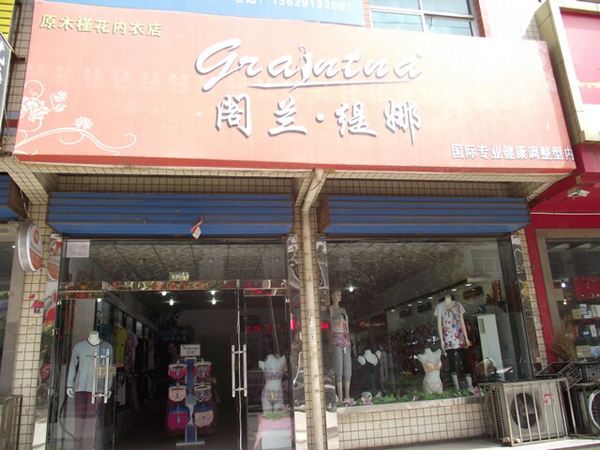 13629133001
原木槿花内衣店
Graintna
阁兰·缇娜
国际专业健康调整型内